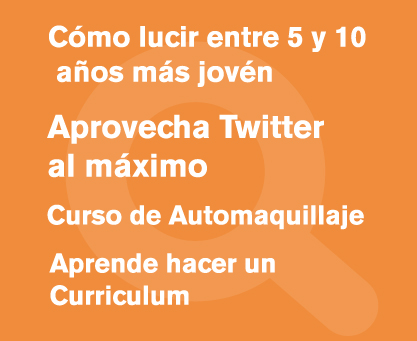 Cómo lucir entre 5 y 10
años más jovén
Aprovecha Twitter
al máximo
Curso de Automaquillaje
Aprende hacer un
Curriculum